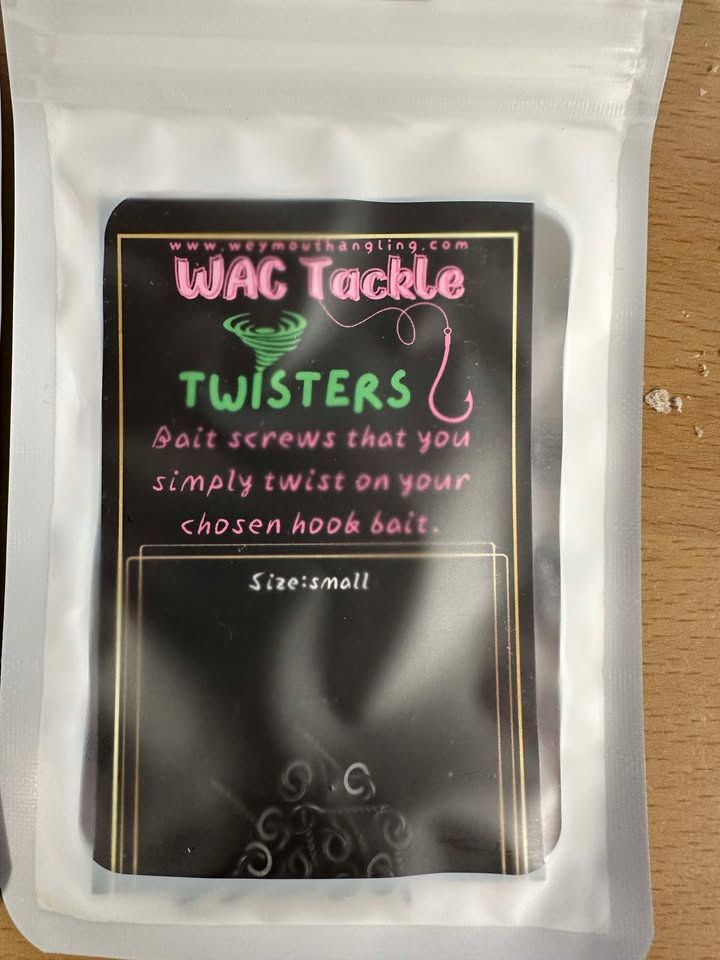 www.weymouthangling.com
WAC Tackle
TWISTERS
Bait screws that you
simply twist on your
chosen hook bait.
Size:small